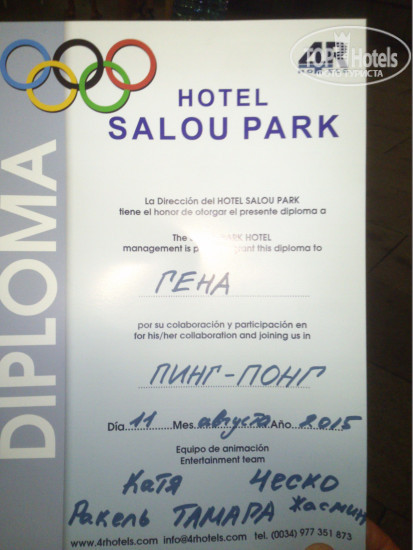 TOP Hotels
4R
HOTEL
SALOU PARK
DIPLOMA
La Dirección del HOTEL SALOU PARK
tiene el honor de otorgar el presente diploma a
The PARK HOTEL
management is this diploma to
ГЕНА
por su colaboración y participación en
for his/her collaboration and joining us in
ПИНГ-ПОНГ
Día 11 Mes. августа Año. 2015
Equipo de animación
Entertainment team
Катя ЧЕСКО
Ракель ТАМАРА Жасмин
www.4rhotels.com info@4rhotels.com tel. (0034) 977 351 873